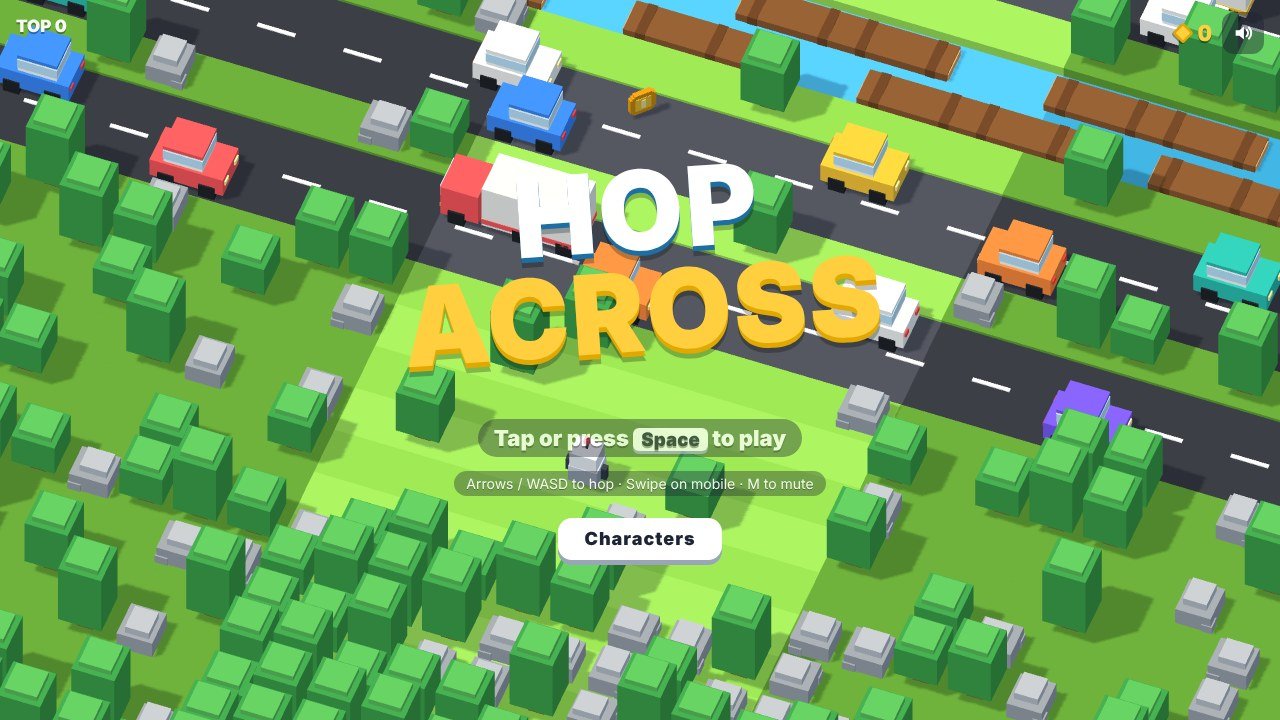 TOP 0
0
HOP
ACROSS
Tap or press Space to play
Arrows / WASD to hop · Swipe on mobile · M to mute
Characters